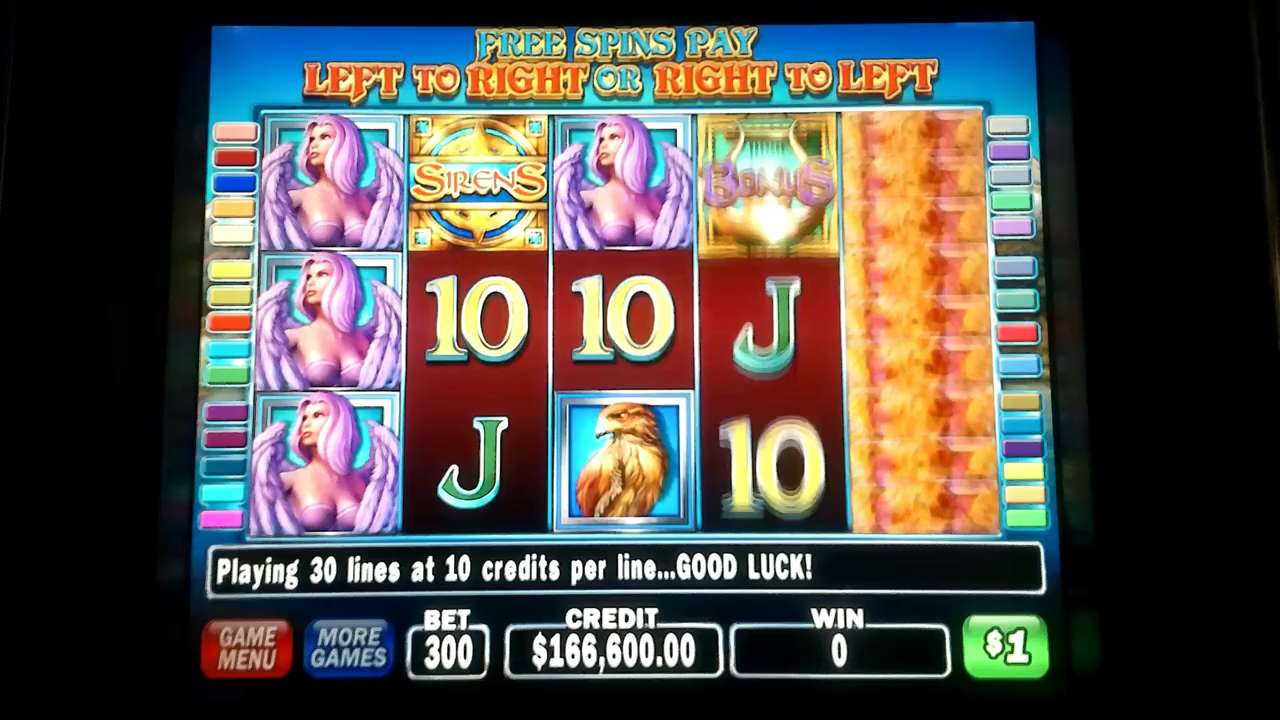 FREE SPINS PAY
LEFT TO RIGHT OR RIGHT TO LEFT
SIRENS
BONUS
10
10
J
J
10
Playing 30 lines at 10 credits per line...GOOD LUCK!
GAME
MENU
MORE
GAMES
BET
300
CREDIT
$166,600.00
WIN
0
$1